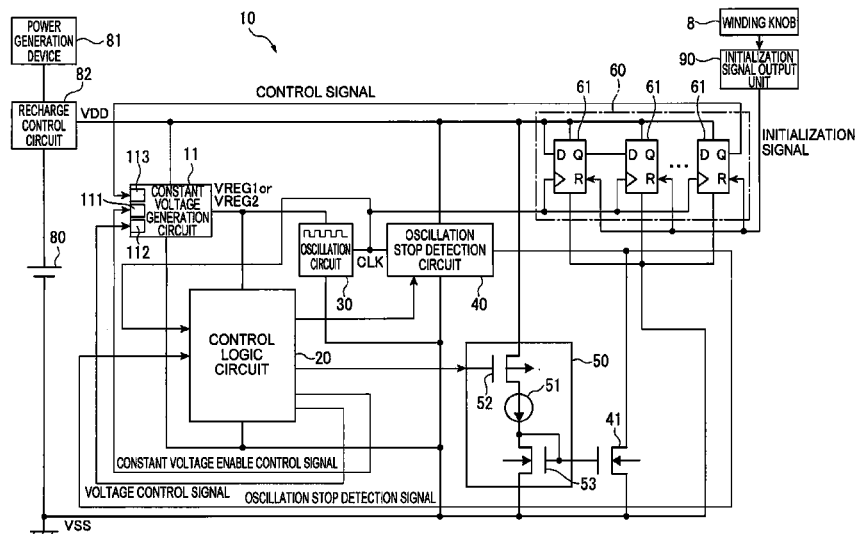 10
POWER
GENERATION
DEVICE
81
82
RECHARGE
CONTROL
CIRCUIT
VDD
CONTROL SIGNAL
8
WINDING KNOB
90
INITIALIZATION
SIGNAL OUTPUT
UNIT
60
61
61
61
INITIALIZATION
SIGNAL
D Q
R
D Q
R
...
D Q
R
113
11
111
112
CONSTANT
VOLTAGE
GENERATION
CIRCUIT
VREG1 or
VREG2
OSCILLATION
CIRCUIT
30
CLK
OSCILLATION
STOP DETECTION
CIRCUIT
40
80
CONTROL
LOGIC
CIRCUIT
20
50
52
51
53
41
CONSTANT VOLTAGE ENABLE CONTROL SIGNAL
VOLTAGE CONTROL SIGNAL
OSCILLATION STOP DETECTION SIGNAL
VSS